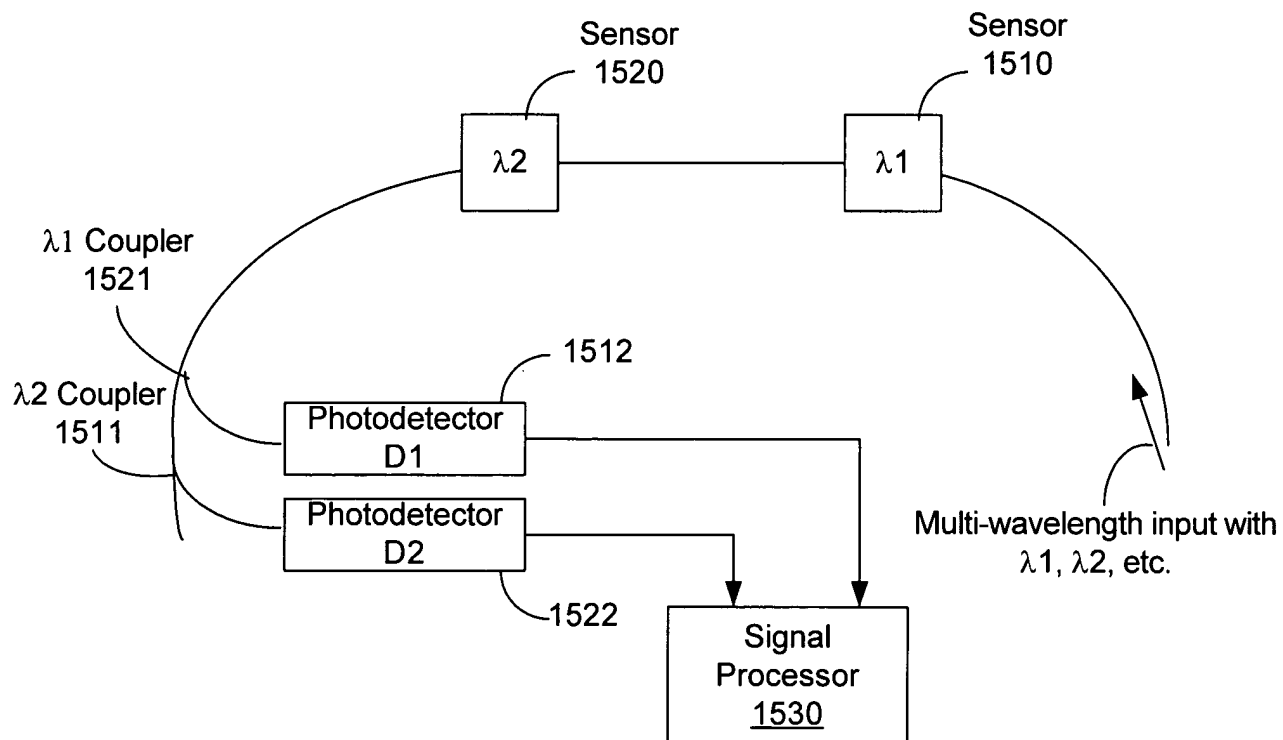 Sensor
1520
Sensor
1510
λ2
λ1
λ1 Coupler
1521
λ2 Coupler
1511
1512
Photodetector
D1
Photodetector
D2
1522
Multi-wavelength input with
λ1, λ2, etc.
Signal
Processor
1530